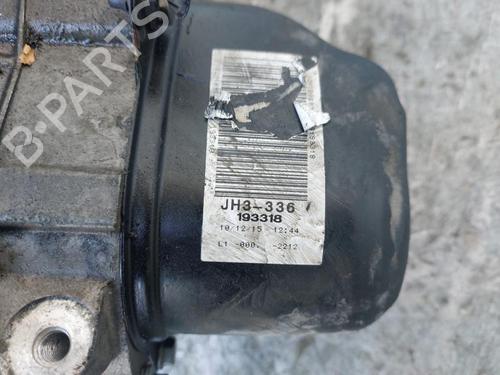 B-PARTS
JH3-336
193318
10/12/15 12:44
L1 -000. -2212